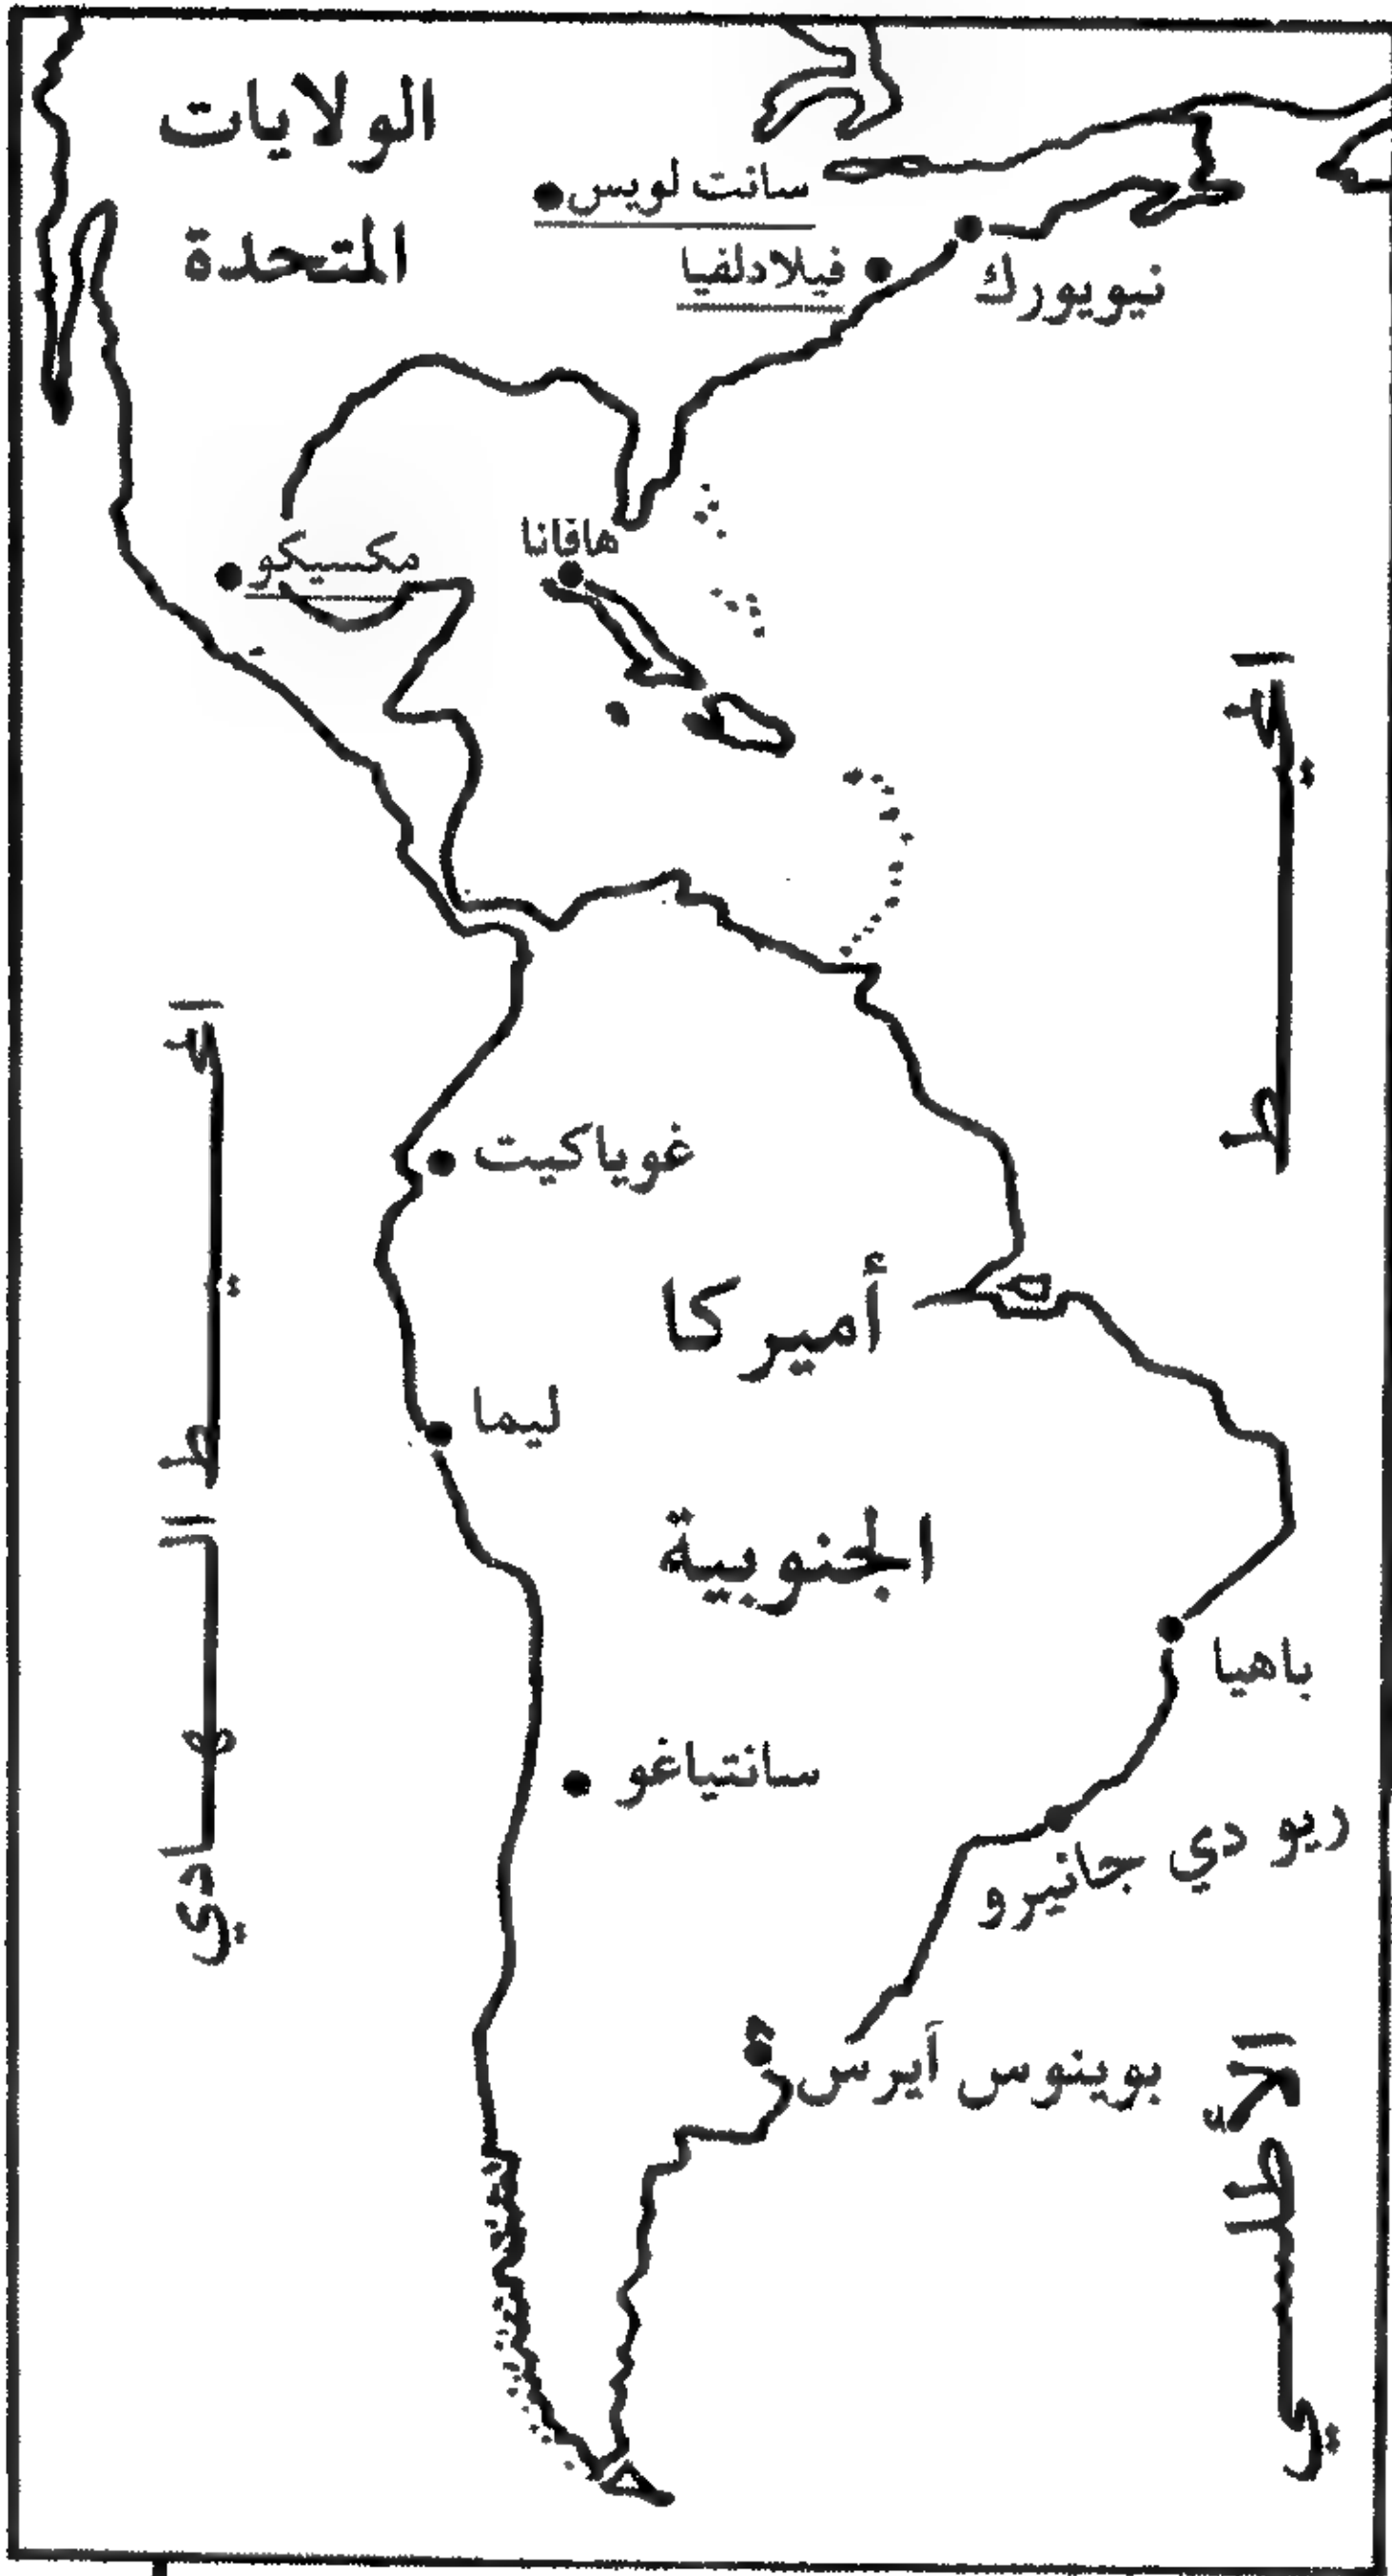 الولايات
المتحدة
سانت لويس
فيلادلفيا
نيويورك
هاڤانا
مكسيكو
المحيط
الأطلسي
غوياكيت
أميركا
ليما
الجنوبية
باهيا
سانتياغو
ريو دي جانيرو
بوينوس آيرس
المحيط
الهادي